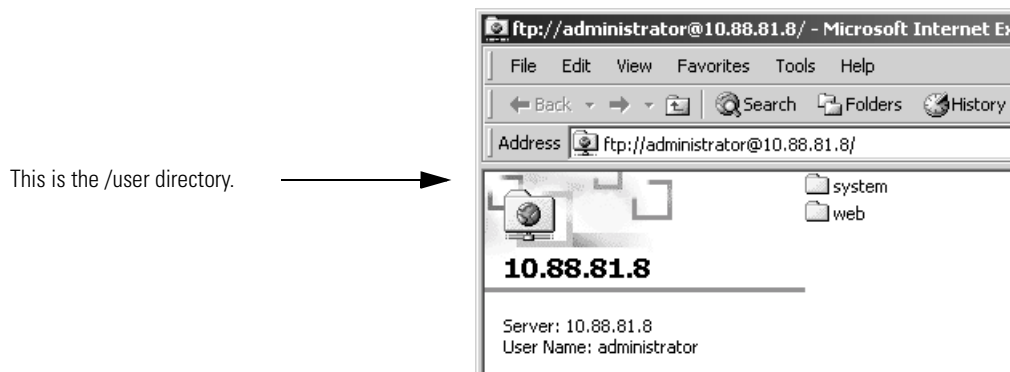 ftp://administrator@10.88.81.8/ - Microsoft Internet Ex
File Edit View Favorites Tools Help
Back Search Folders History
Address ftp://administrator@10.88.81.8/
This is the /user directory.
system
web
10.88.81.8
Server: 10.88.81.8
User Name: administrator